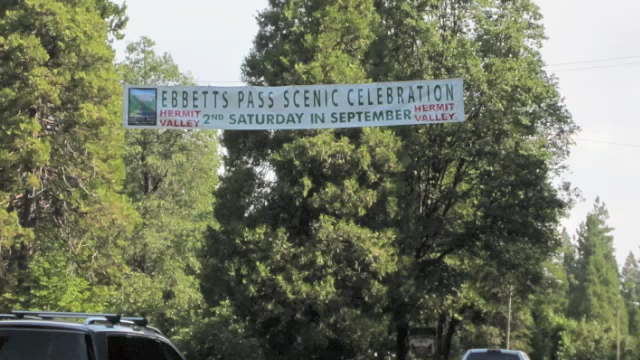 EBBETTS PASS SCENIC CELEBRATION
HERMIT VALLEY 2ND SATURDAY IN SEPTEMBER HERMIT VALLEY